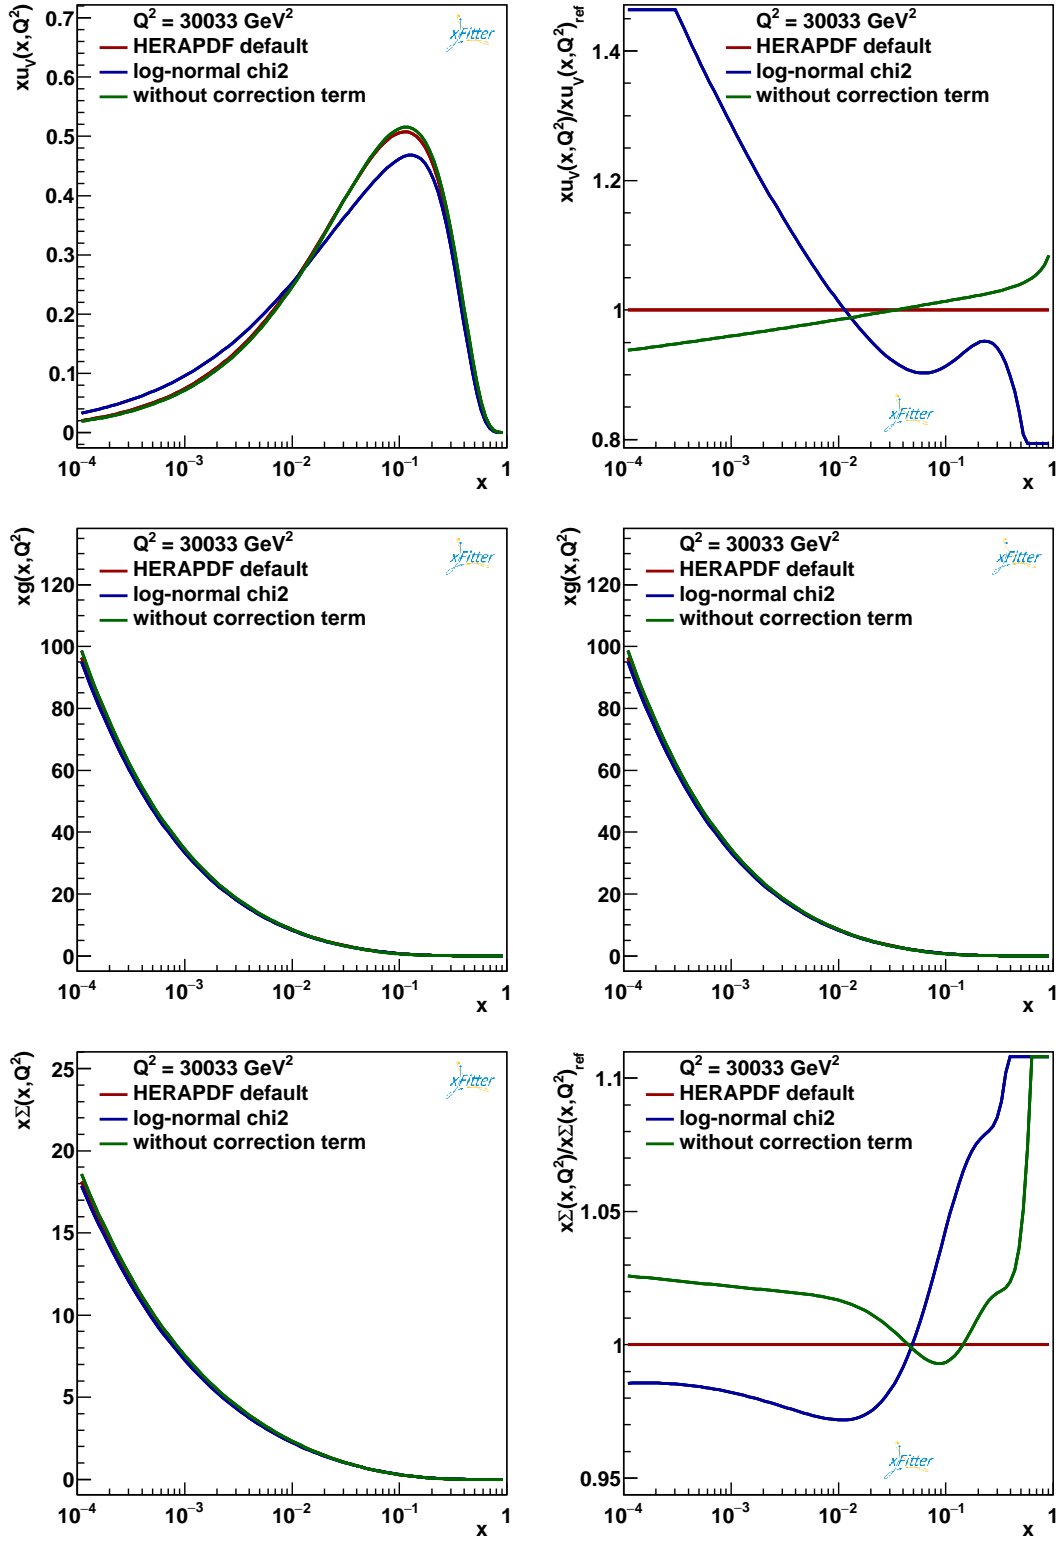 xu_V(x,Q²)
Q² = 30033 GeV²
HERAPDF default
log-normal chi2
without correction term
xFitter
0.7
0.6
0.5
0.4
0.3
0.2
0.1
0
10⁻⁴ 10⁻³ 10⁻² 10⁻¹ 1
x
xu_V(x,Q²)/xu_V(x,Q²)_ref
Q² = 30033 GeV²
HERAPDF default
log-normal chi2
without correction term
1.4
1.2
1
0.8
xFitter
10⁻⁴ 10⁻³ 10⁻² 10⁻¹ 1
x
xg(x,Q²)
Q² = 30033 GeV²
HERAPDF default
log-normal chi2
without correction term
xFitter
120
100
80
60
40
20
0
10⁻⁴ 10⁻³ 10⁻² 10⁻¹ 1
x
xg(x,Q²)
Q² = 30033 GeV²
HERAPDF default
log-normal chi2
without correction term
xFitter
120
100
80
60
40
20
0
10⁻⁴ 10⁻³ 10⁻² 10⁻¹ 1
x
xΣ(x,Q²)
Q² = 30033 GeV²
HERAPDF default
log-normal chi2
without correction term
xFitter
25
20
15
10
5
0
10⁻⁴ 10⁻³ 10⁻² 10⁻¹ 1
x
xΣ(x,Q²)/xΣ(x,Q²)_ref
Q² = 30033 GeV²
HERAPDF default
log-normal chi2
without correction term
1.1
1.05
1
0.95
xFitter
10⁻⁴ 10⁻³ 10⁻² 10⁻¹ 1
x